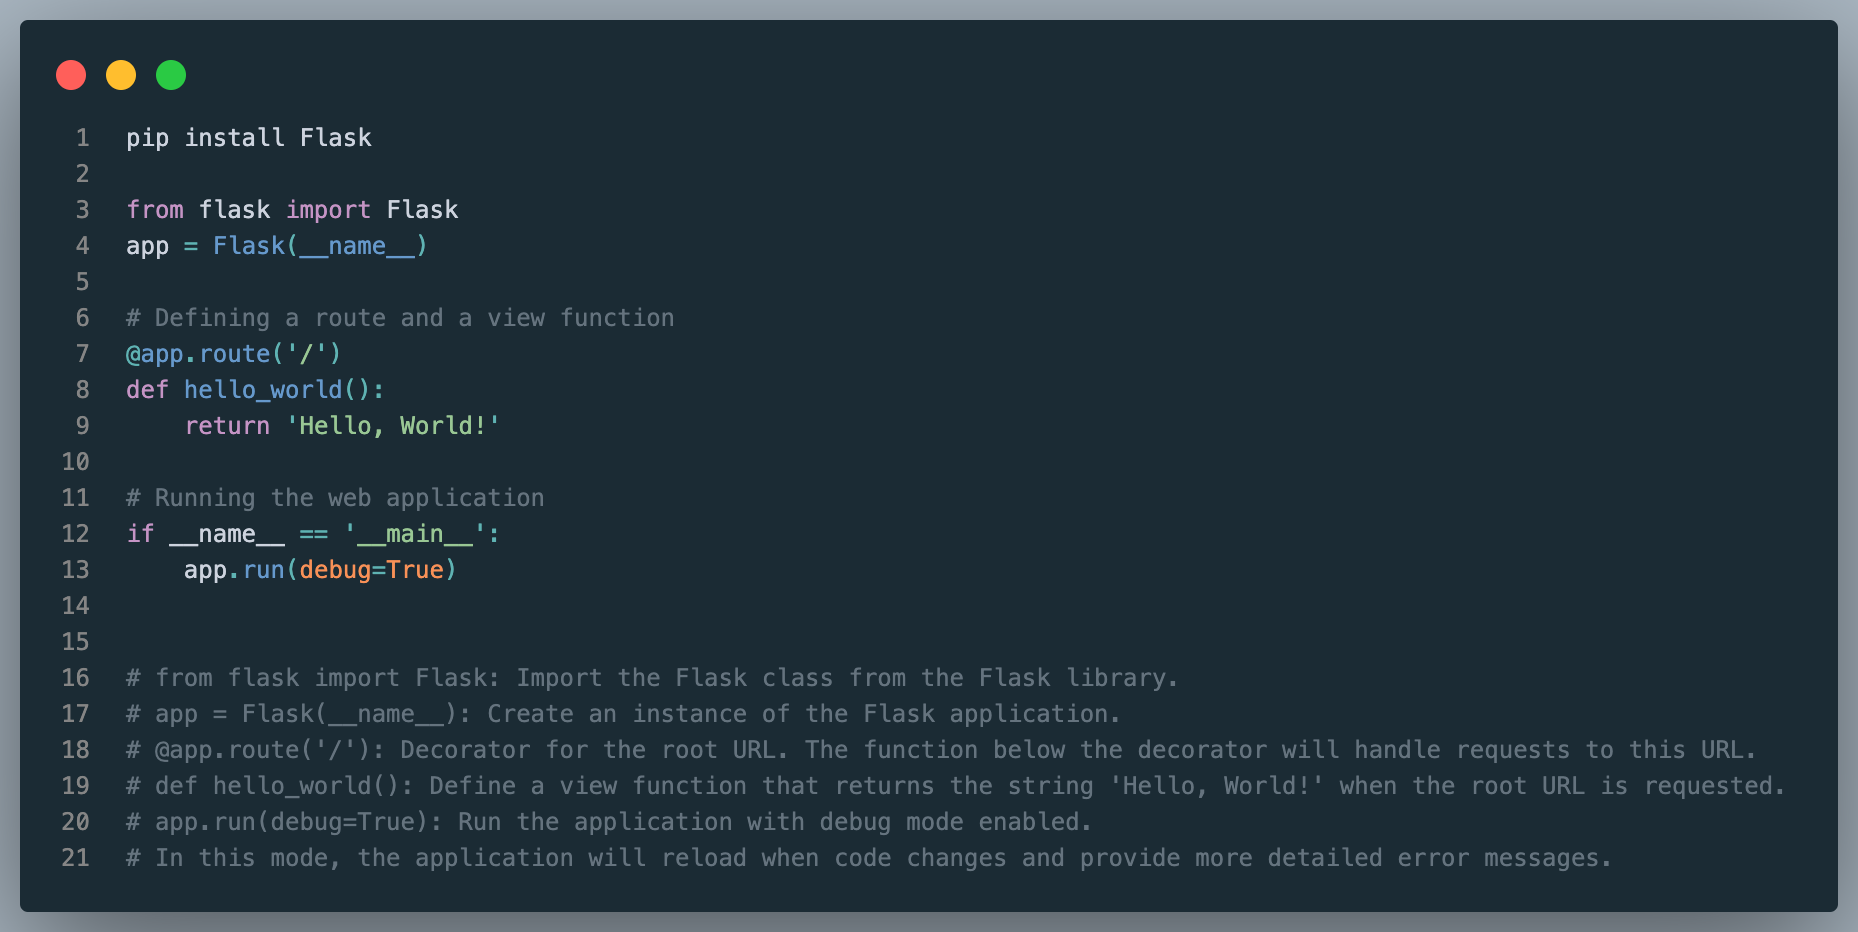 1 pip install Flask
2
3 from flask import Flask
4 app = Flask(__name__)
5
6 # Defining a route and a view function
7 @app.route('/')
8 def hello_world():
9     return 'Hello, World!'
10
11 # Running the web application
12 if __name__ == '__main__':
13     app.run(debug=True)
14
15
16 # from flask import Flask: Import the Flask class from the Flask library.
17 # app = Flask(__name__): Create an instance of the Flask application.
18 # @app.route('/'): Decorator for the root URL. The function below the decorator will handle requests to this URL.
19 # def hello_world(): Define a view function that returns the string 'Hello, World!' when the root URL is requested.
20 # app.run(debug=True): Run the application with debug mode enabled.
21 # In this mode, the application will reload when code changes and provide more detailed error messages.